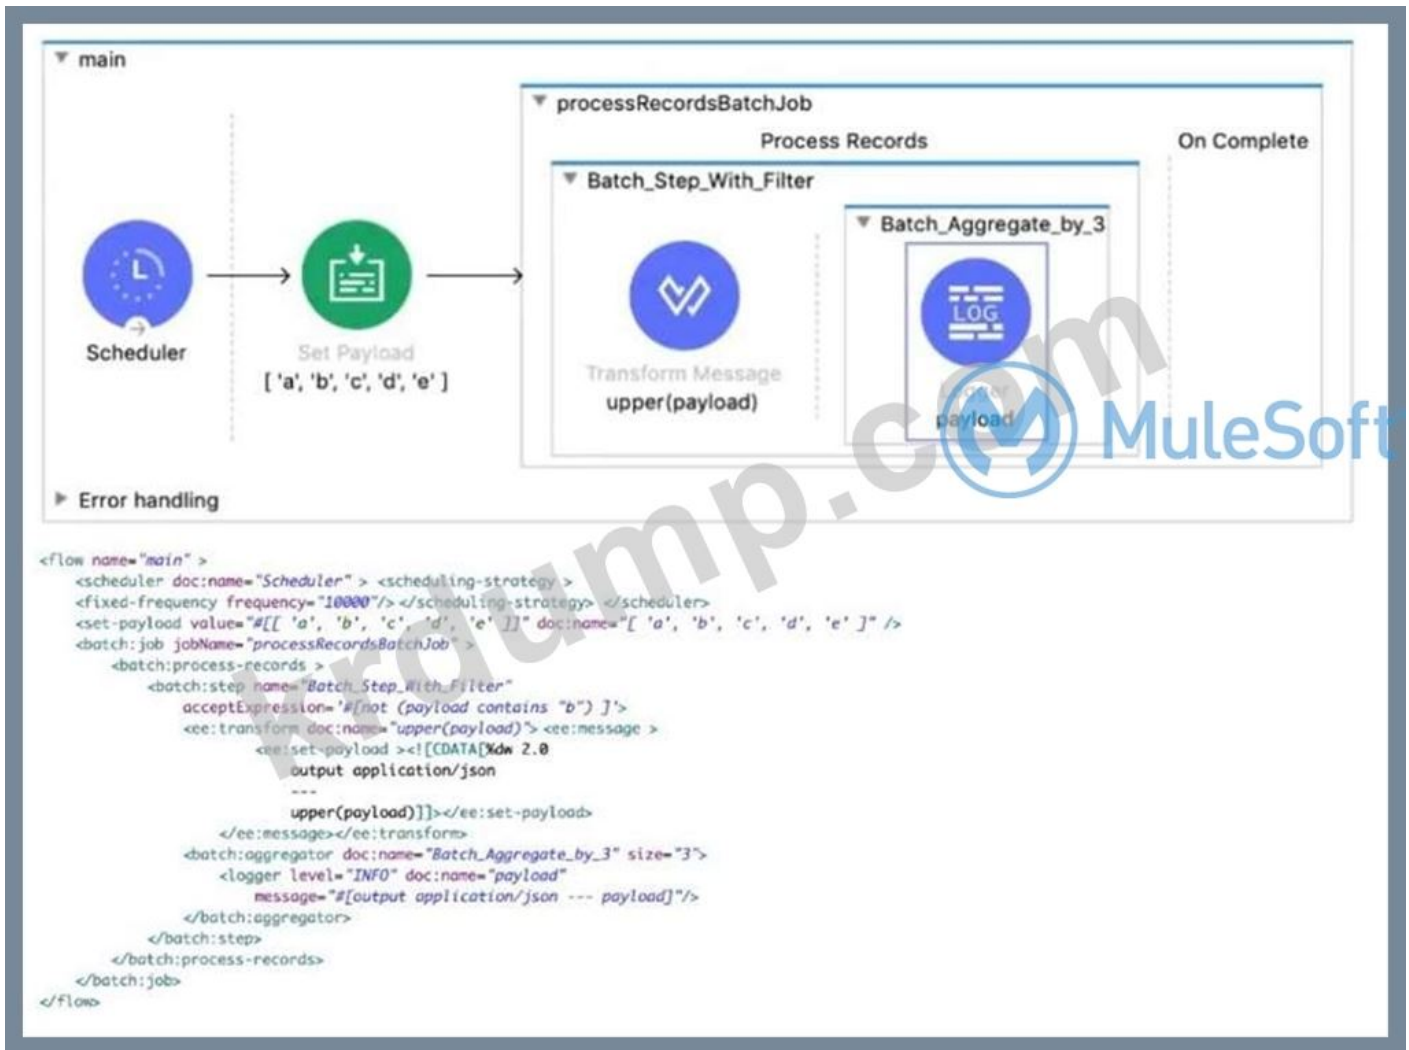 main
processRecordsBatchJob
Process Records
On Complete
Batch_Step_With_Filter
Batch_Aggregate_by_3
LOG
Scheduler
Set Payload
[ 'a', 'b', 'c', 'd', 'e' ]
Transform Message
upper(payload)
payload
MuleSoft
Error handling
krdump.com
<flow name="main" >
<scheduler doc:name="Scheduler" > <scheduling-strategy >
<fixed-frequency frequency="10000"/> </scheduling-strategy> </scheduler>
<set-payload value="#[[ 'a', 'b', 'c', 'd', 'e' ]]" doc:name="[ 'a', 'b', 'c', 'd', 'e' ]" />
<batch:job jobName="processRecordsBatchJob" >
<batch:process-records >
<batch:step name="Batch_Step_With_Filter"
acceptExpression='#[not (payload contains "b") ]'>
<ee:transform doc:name="upper(payload)"> <ee:message >
<ee:set-payload ><![CDATA[%dw 2.0
output application/json
---
upper(payload)]]></ee:set-payload>
</ee:message></ee:transform>
<batch:aggregator doc:name="Batch_Aggregate_by_3" size="3">
<logger level="INFO" doc:name="payload"
message="#[output application/json --- payload]"/>
</batch:aggregator>
</batch:step>
</batch:process-records>
</batch:job>
</flow>